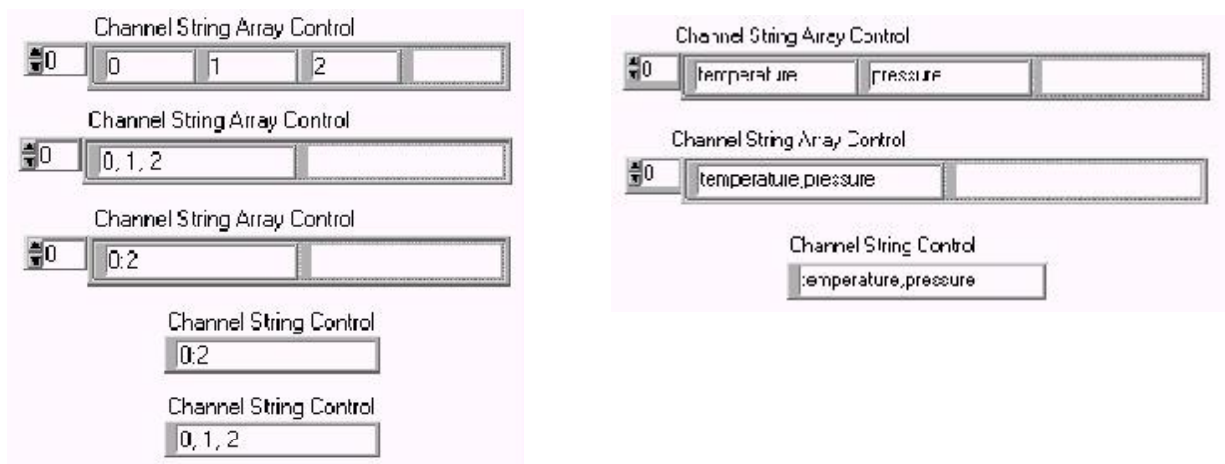 Channel String Array Control
0 0 1 2
Channel String Array Control
0 0, 1, 2
Channel String Array Control
0 0:2
Channel String Control
0:2
Channel String Control
0, 1, 2
Channel String Array Control
0 temperature pressure
Channel String Array Control
0 temperature,pressure
Channel String Control
temperature,pressure